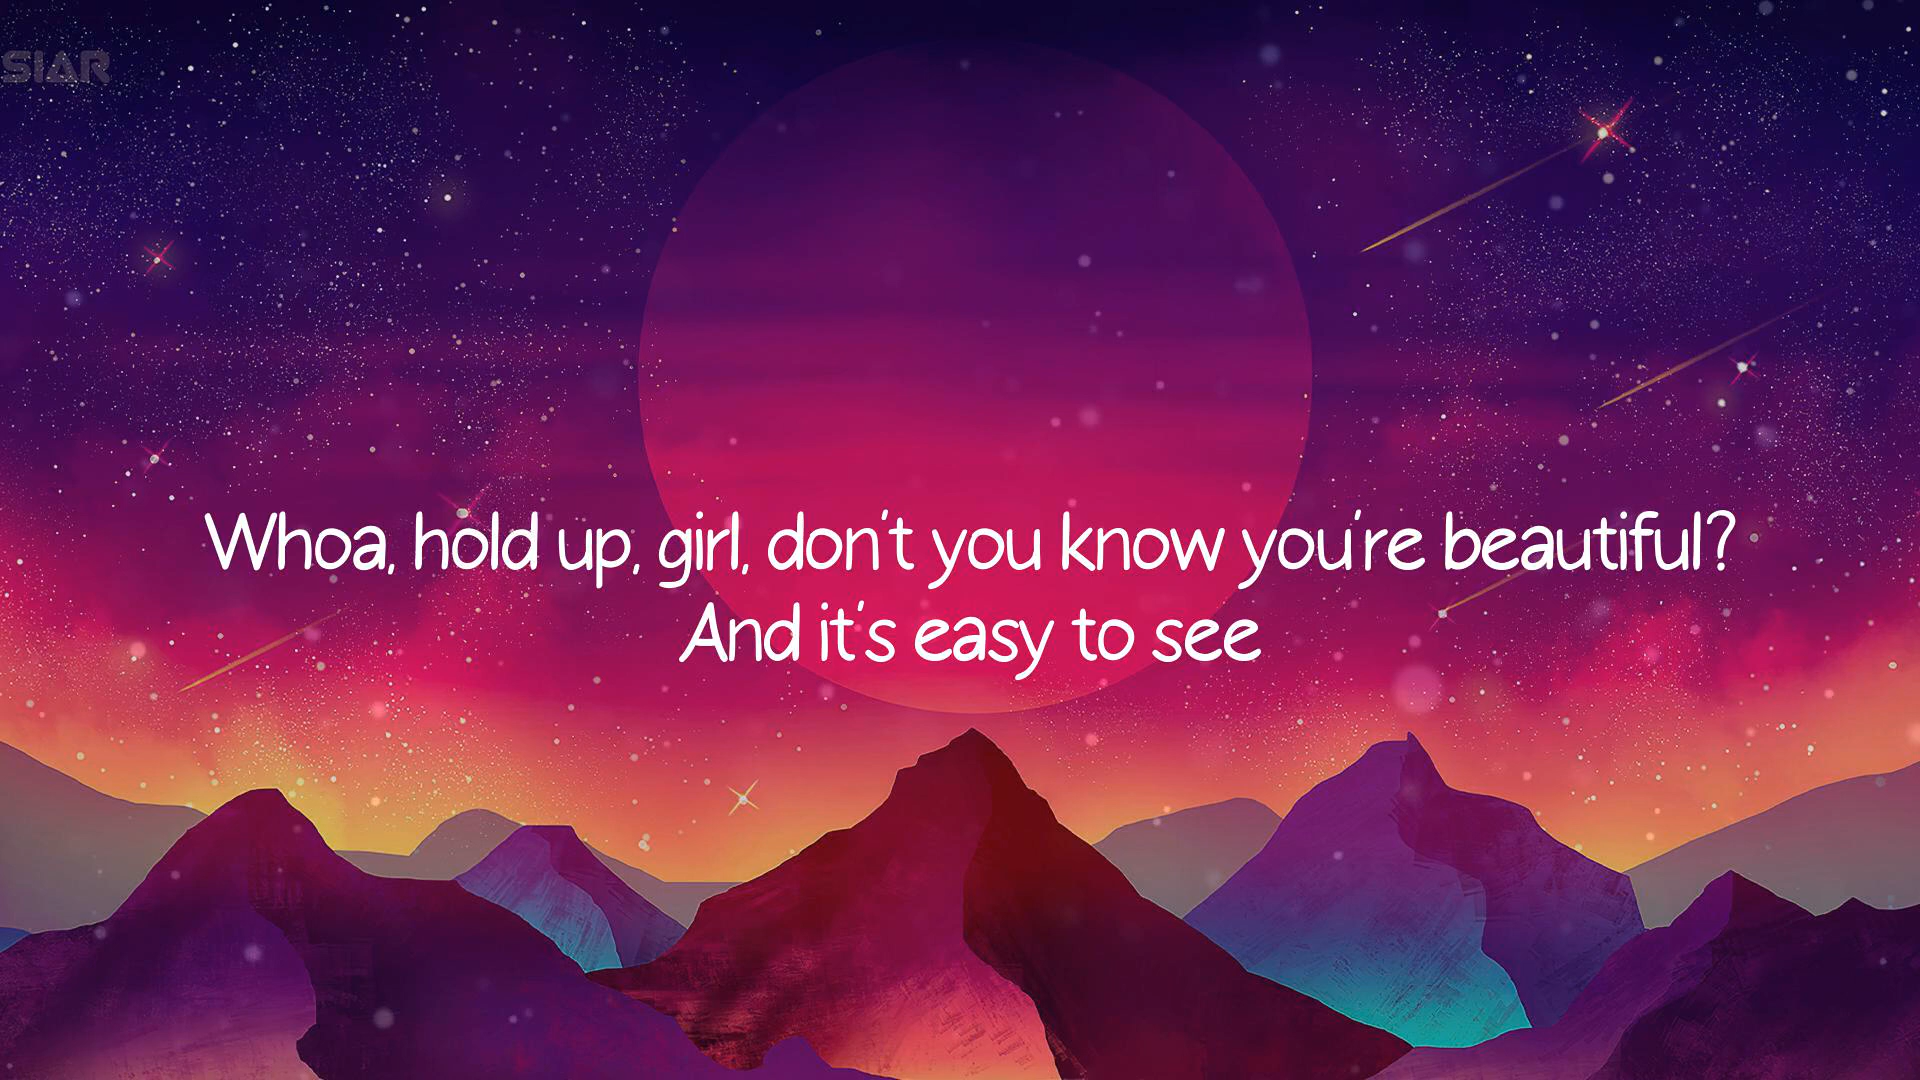 SIAR
Whoa, hold up, girl, don't you know you're beautiful?
And it's easy to see